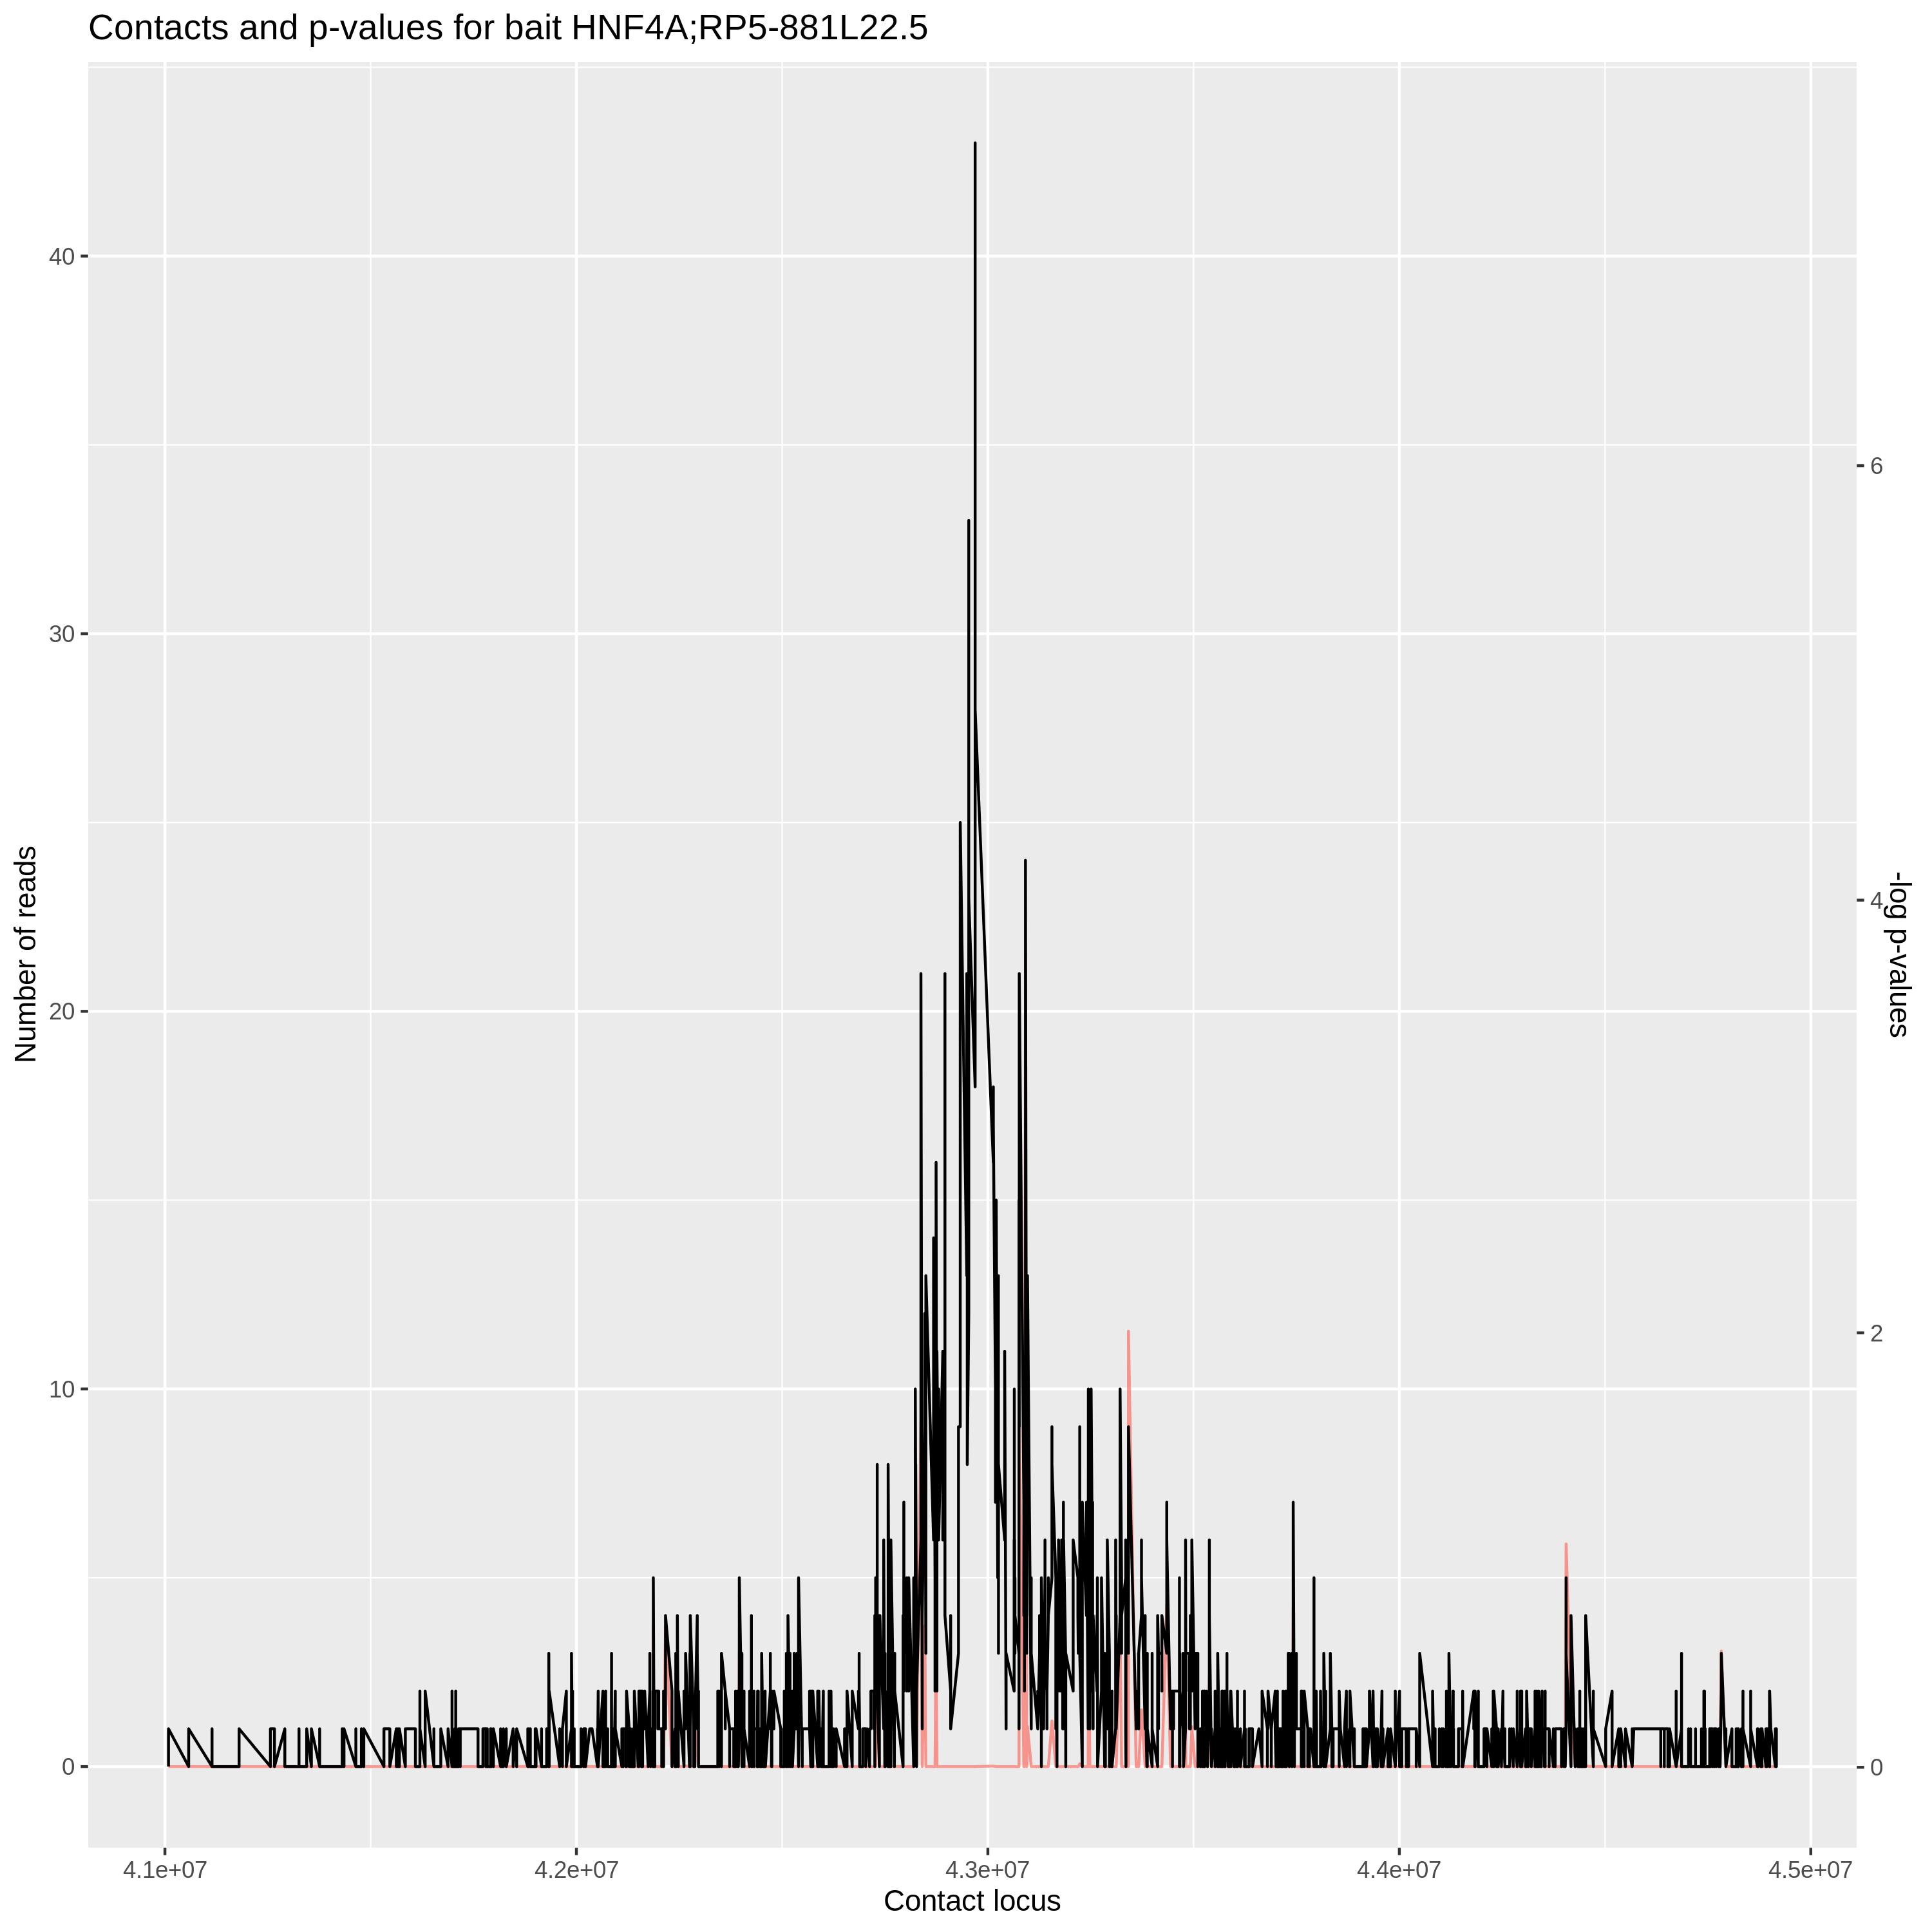 Contacts and p-values for bait HNF4A;RP5-881L22.5
40
30
20
10
0
Number of reads
6
4
2
0
-log p-values
4.1e+07
4.2e+07
4.3e+07
4.4e+07
4.5e+07
Contact locus